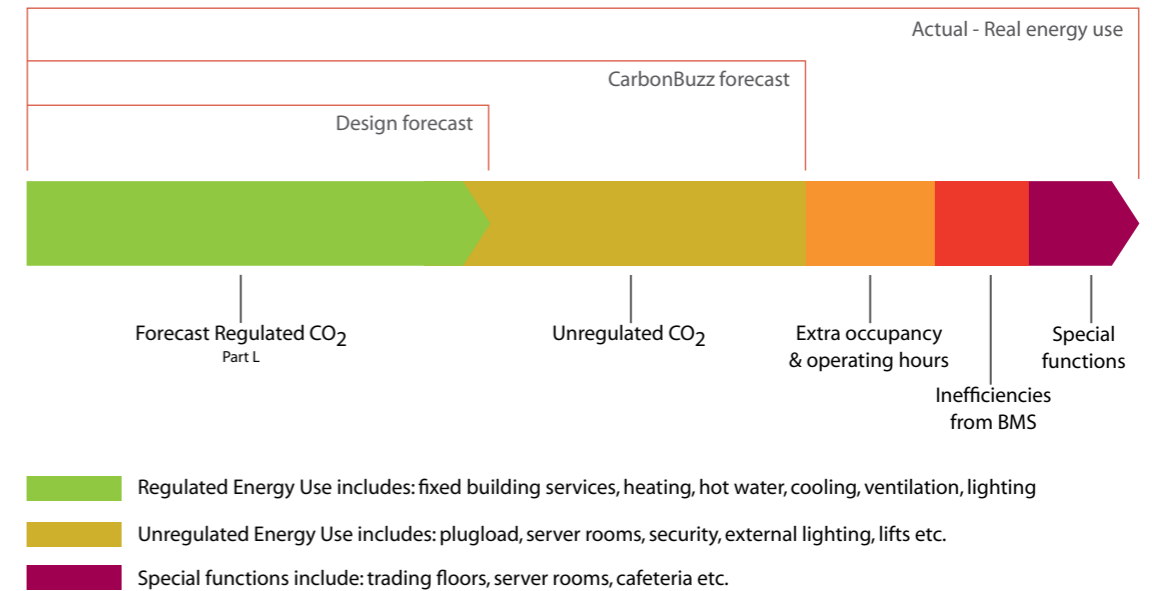 Actual - Real energy use
CarbonBuzz forecast
Design forecast
Forecast Regulated CO2
Part L
Unregulated CO2
Extra occupancy
& operating hours
Special
functions
Inefficiencies
from BMS
Regulated Energy Use includes: fixed building services, heating, hot water, cooling, ventilation, lighting
Unregulated Energy Use includes: plugload, server rooms, security, external lighting, lifts etc.
Special functions include: trading floors, server rooms, cafeteria etc.